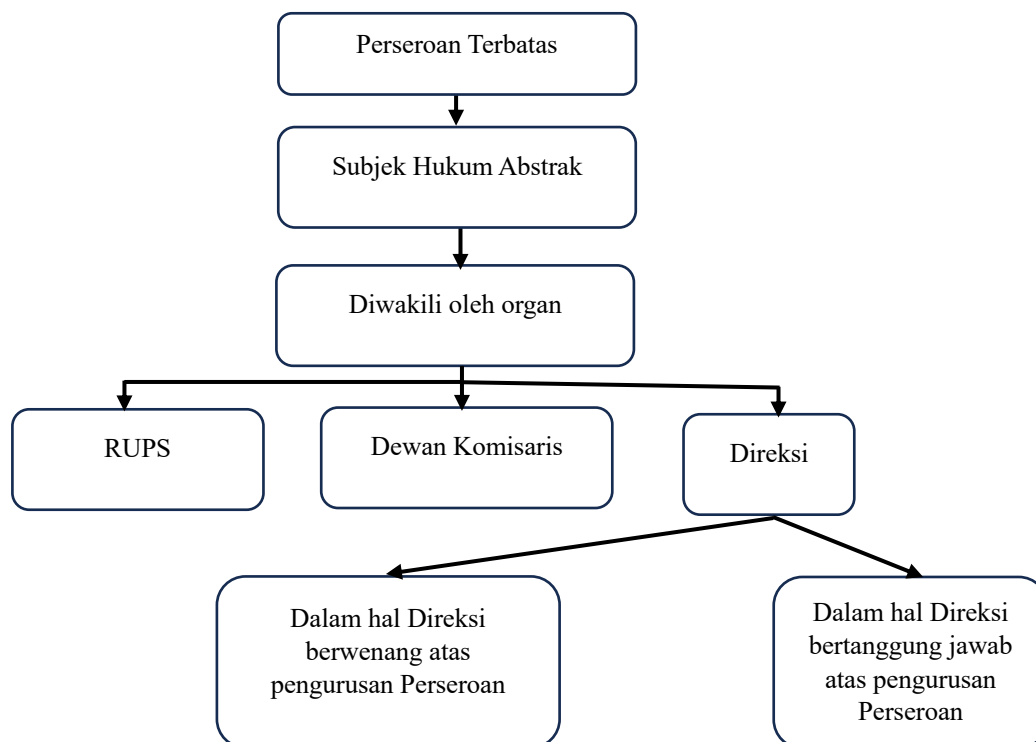 Perseroan Terbatas
Subjek Hukum Abstrak
Diwakili oleh organ
RUPS
Dewan Komisaris
Direksi
Dalam hal Direksi
berwenang atas
pengurusan Perseroan
Dalam hal Direksi
bertanggung jawab
atas pengurusan
Perseroan